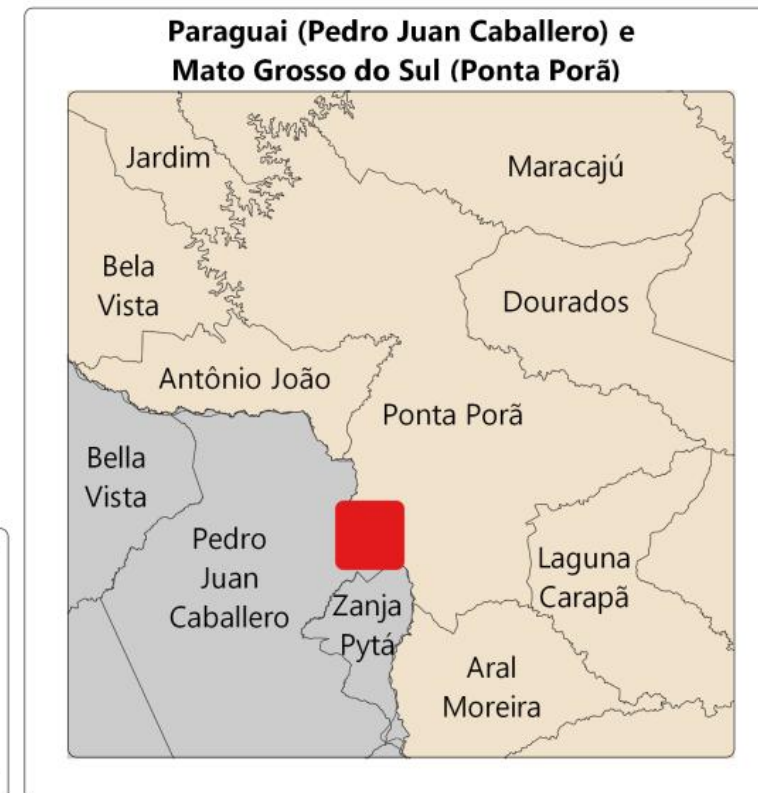 Paraguai (Pedro Juan Caballero) e
Mato Grosso do Sul (Ponta Porã)
Jardim
Maracajú
Bela
Vista
Dourados
Antônio João
Ponta Porã
Bella
Vista
Pedro
Juan
Caballero
Laguna
Carapã
Zanja
Pytá
Aral
Moreira